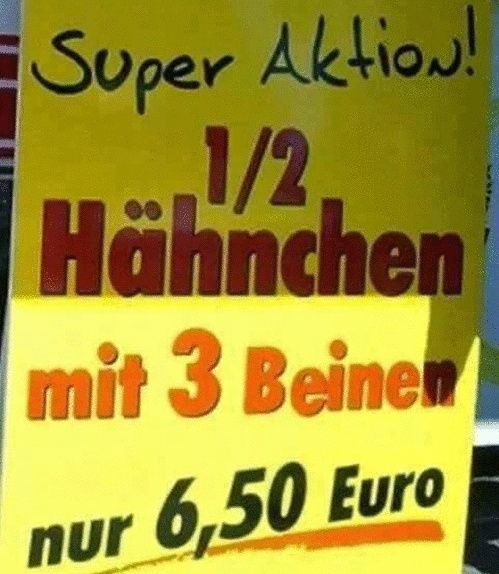 Super Aktion!
1/2
Hähnchen
mit 3 Beinen
nur 6,50 Euro